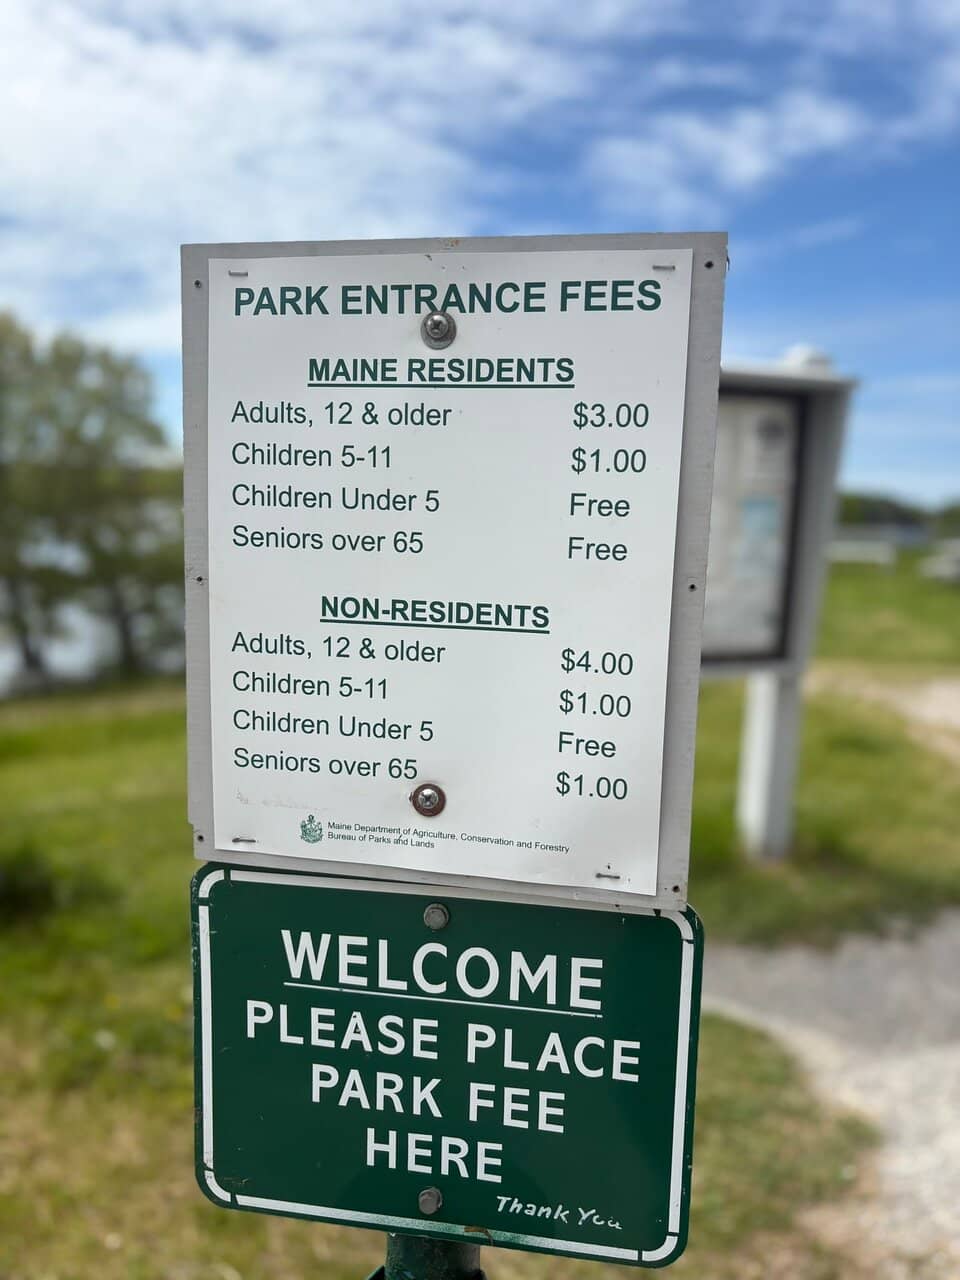 PARK ENTRANCE FEES
MAINE RESIDENTS
Adults, 12 & older $3.00
Children 5-11 $1.00
Children Under 5 Free
Seniors over 65 Free
NON-RESIDENTS
Adults, 12 & older $4.00
Children 5-11 $1.00
Children Under 5 Free
Seniors over 65 $1.00
Maine Department of Agriculture, Conservation and Forestry
Bureau of Parks and Lands
WELCOME
PLEASE PLACE
PARK FEE
HERE
Thank You